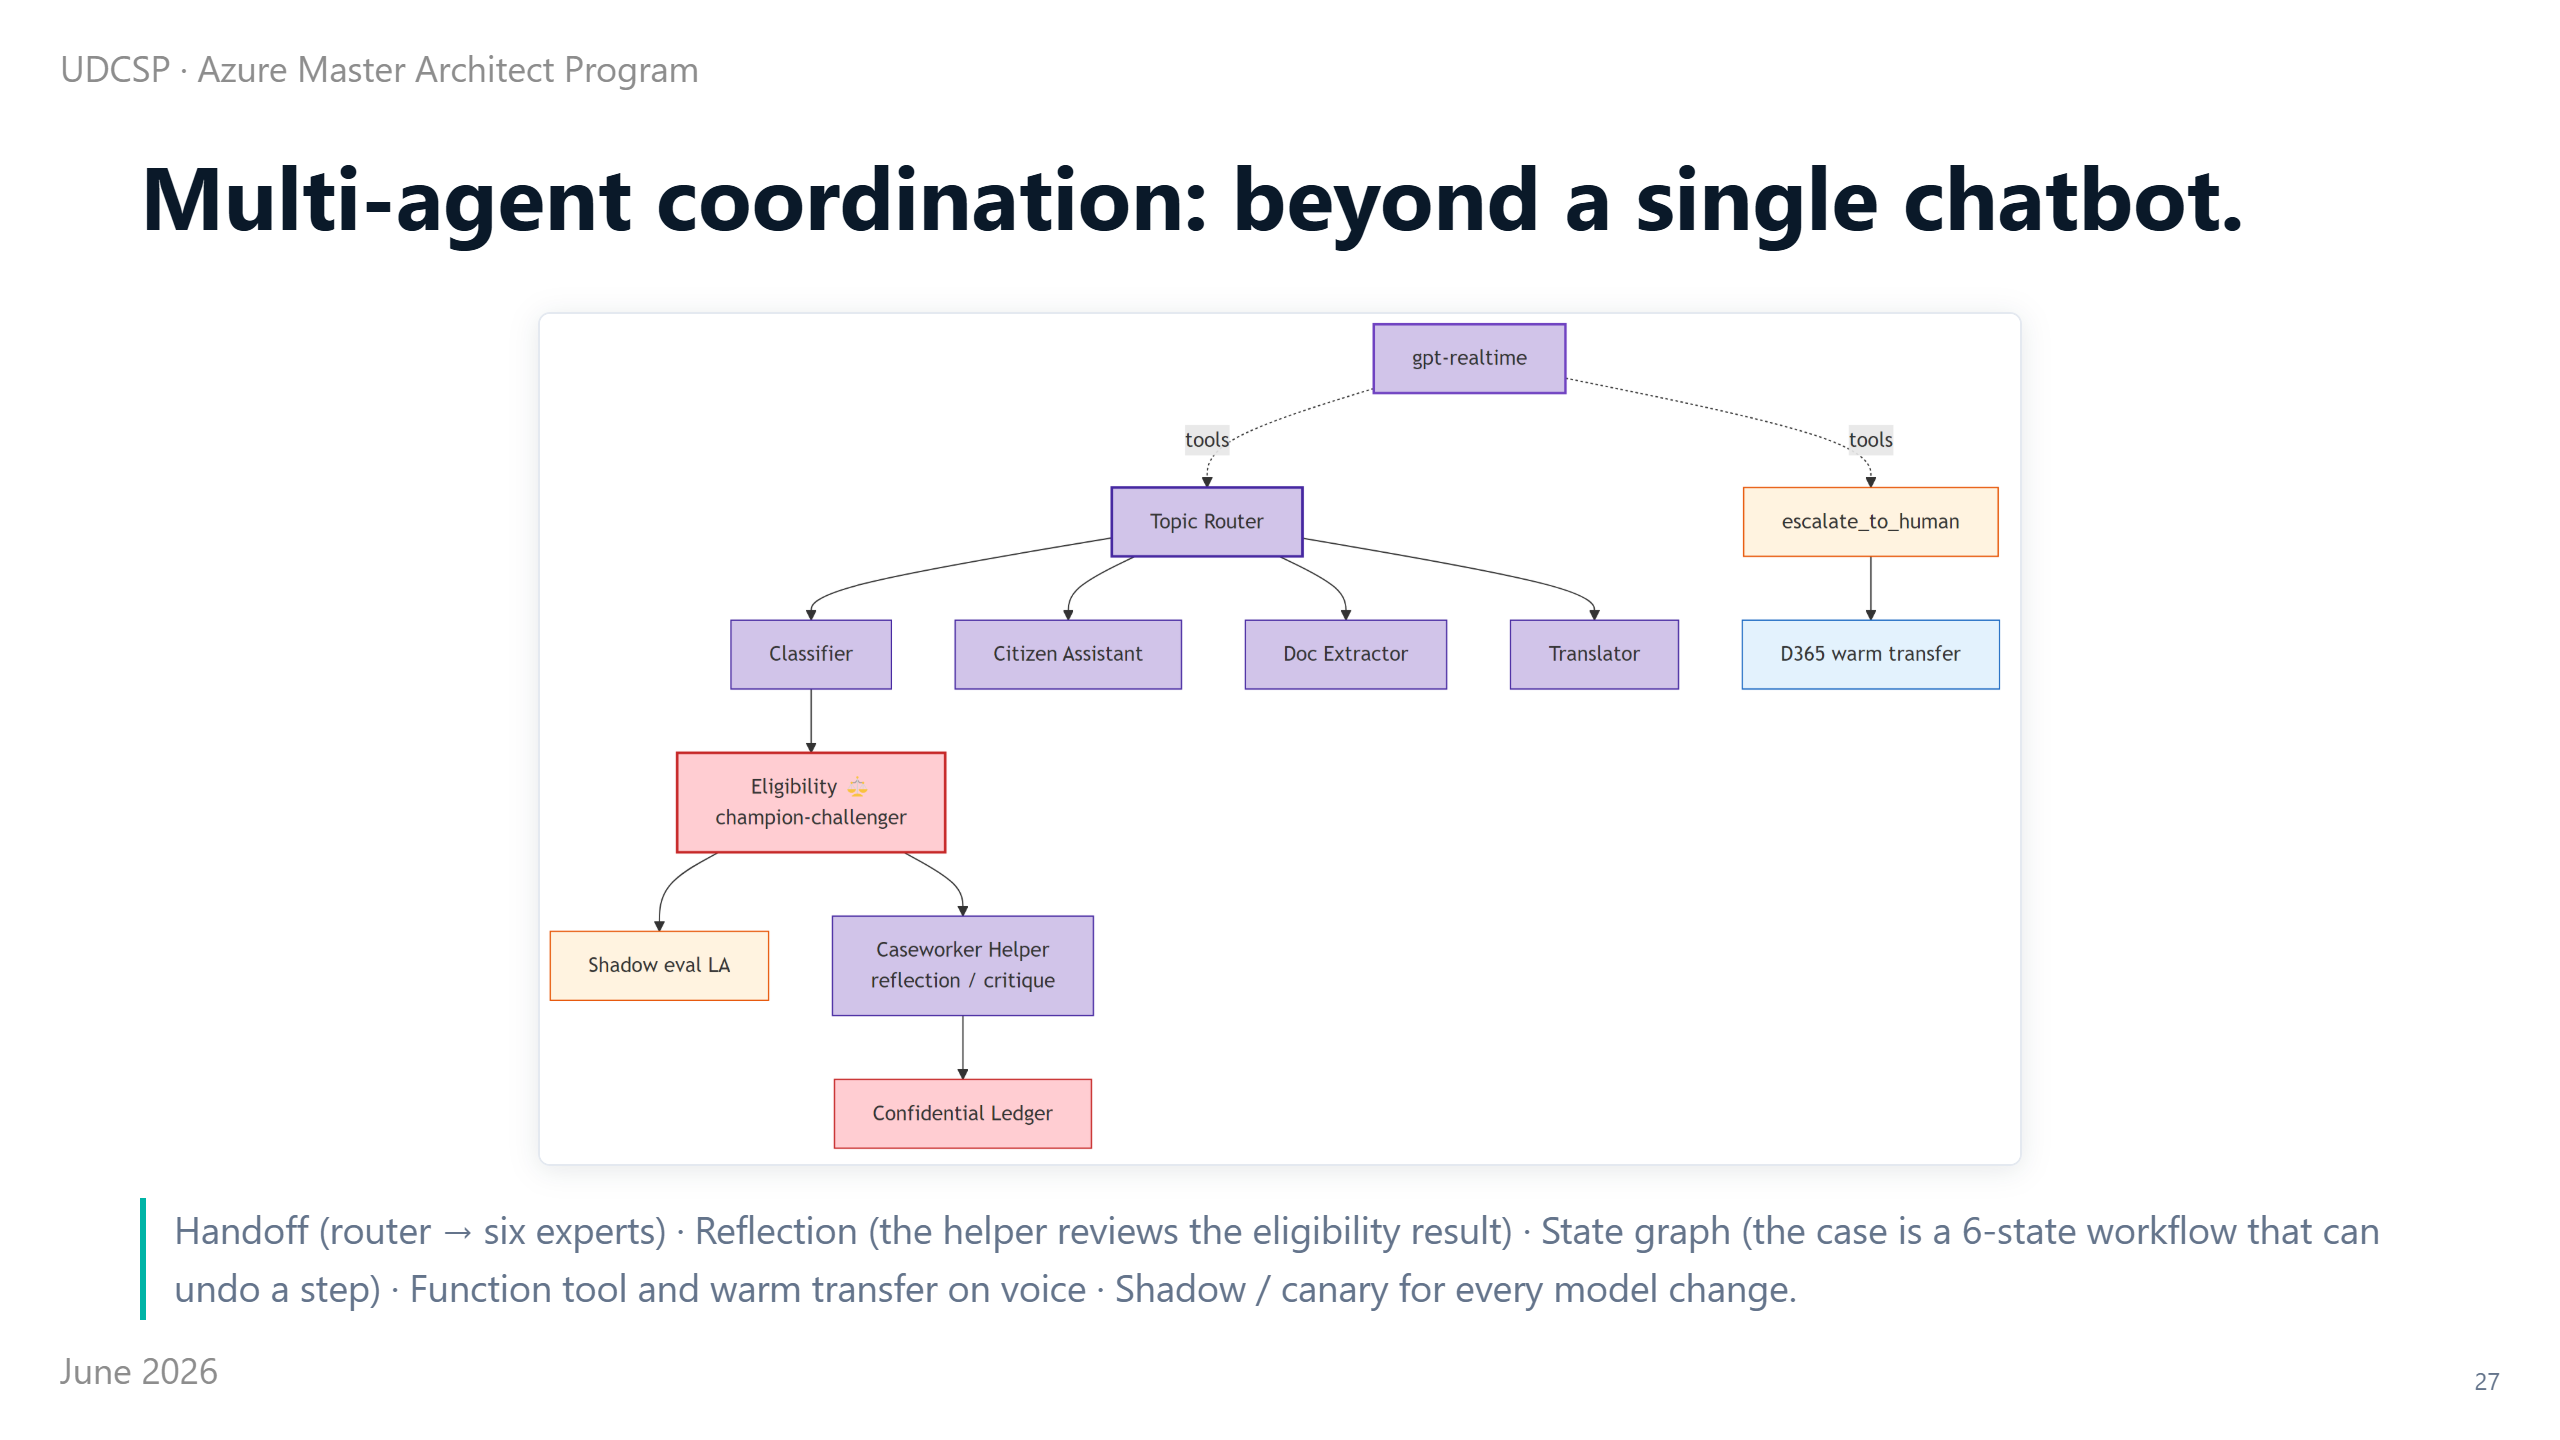 UDCSP · Azure Master Architect Program
Multi-agent coordination: beyond a single chatbot.
gpt-realtime
tools
tools
Topic Router
escalate_to_human
Classifier
Citizen Assistant
Doc Extractor
Translator
D365 warm transfer
Eligibility ⚖️
champion-challenger
Shadow eval LA
Caseworker Helper
reflection / critique
Confidential Ledger
Handoff (router → six experts) · Reflection (the helper reviews the eligibility result) · State graph (the case is a 6-state workflow that can
undo a step) · Function tool and warm transfer on voice · Shadow / canary for every model change.
June 2026
27